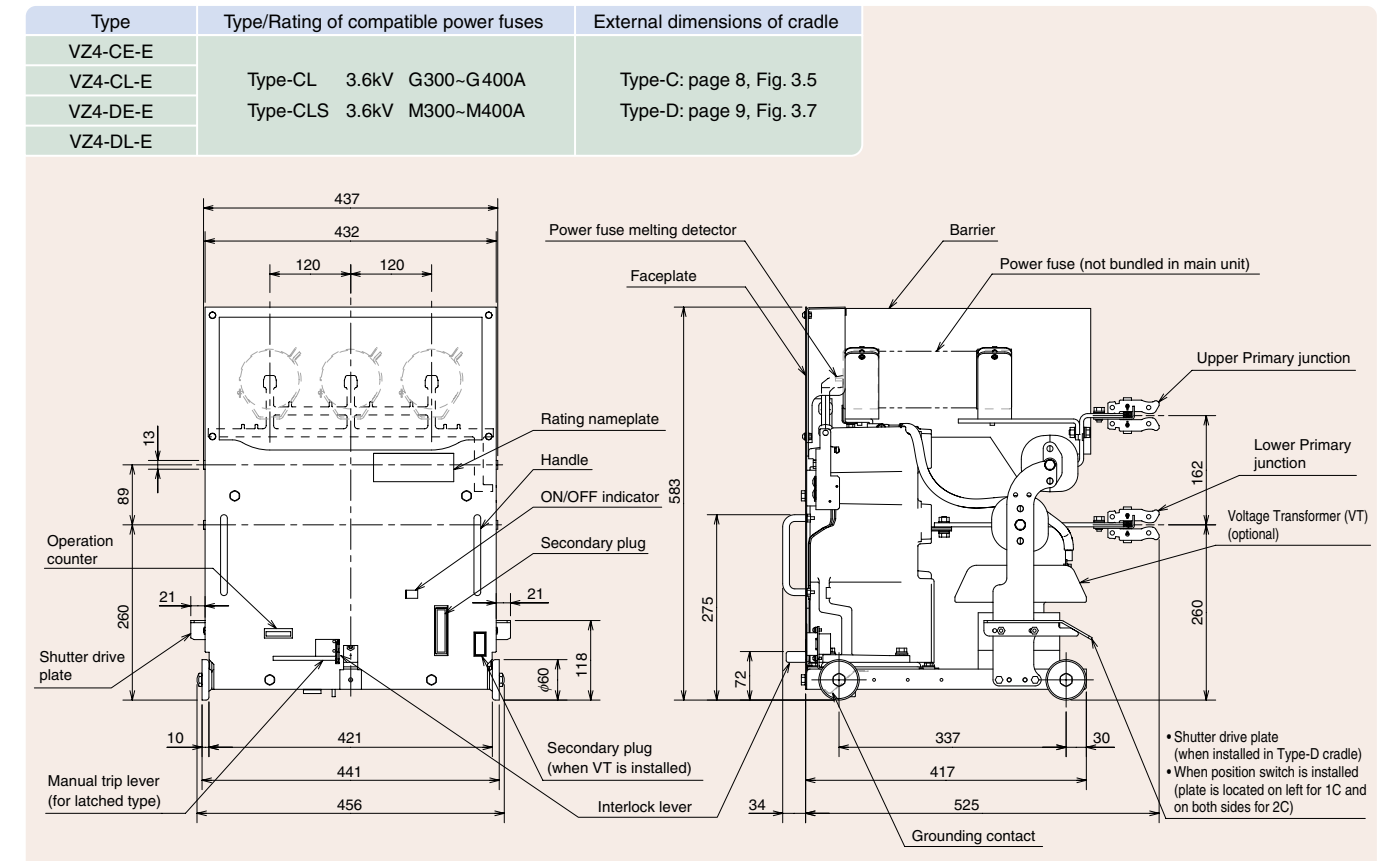 Type Type/Rating of compatible power fuses External dimensions of cradle
VZ4-CE-E
VZ4-CL-E
VZ4-DE-E
VZ4-DL-E
Type-CL 3.6kV G300~G400A
Type-CLS 3.6kV M300~M400A
Type-C: page 8, Fig. 3.5
Type-D: page 9, Fig. 3.7
437
432
120 120
13
89
260
Operation
counter
21
Shutter drive
plate
10
421
441
456
Manual trip lever
(for latched type)
21
118
ϕ60
Rating nameplate
Handle
ON/OFF indicator
Secondary plug
Secondary plug
(when VT is installed)
Interlock lever
Power fuse melting detector
Faceplate
Barrier
Power fuse (not bundled in main unit)
Upper Primary junction
Lower Primary
junction
Voltage Transformer (VT)
(optional)
583
275
72
162
260
337
30
417
34
525
Grounding contact
• Shutter drive plate
(when installed in Type-D cradle)
• When position switch is installed
(plate is located on left for 1C and
on both sides for 2C)